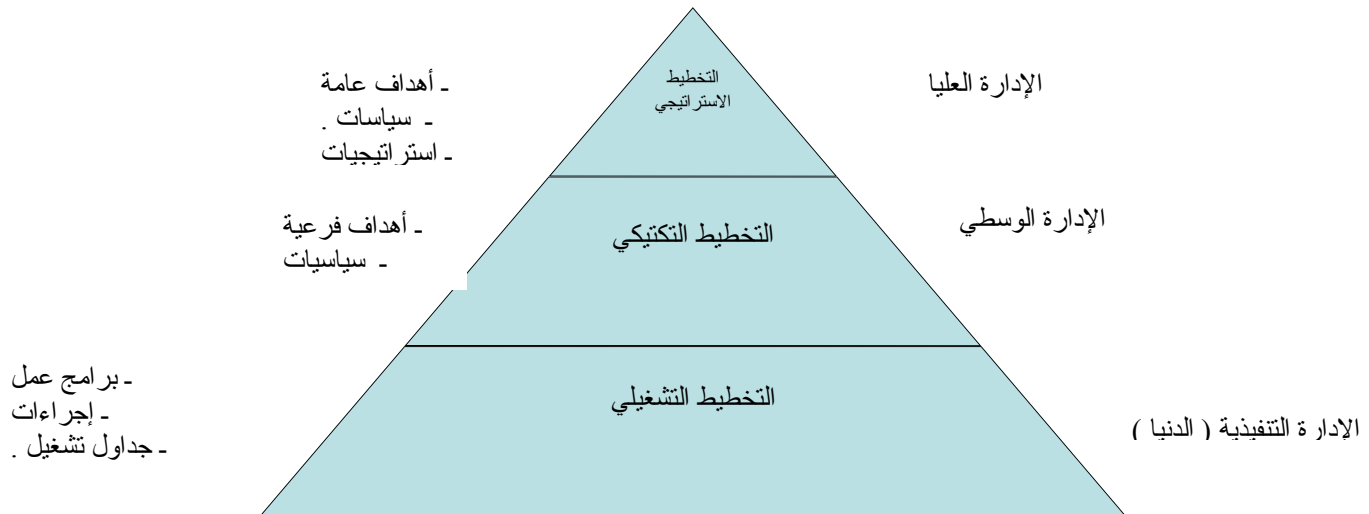 الإدارة العليا
التخطيط
الاستراتيجي
ـ أهداف عامة
ـ سياسات .
ـ استراتيجيات
الإدارة الوسطي
التخطيط التكتيكي
ـ أهداف فرعية
ـ سياسيات
الإدارة التنفيذية ( الدنيا )
التخطيط التشغيلي
ـ برامج عمل
ـ إجراءات
ـ جداول تشغيل .